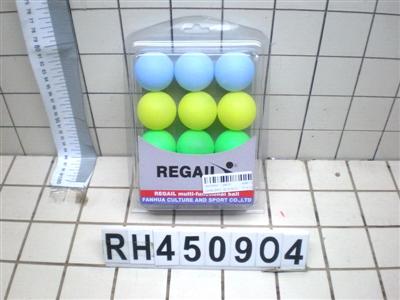 REGAIL
REGAIL multi-functional ball
FANHUA CULTURE AND SPORT CO.,LTD
RH450904